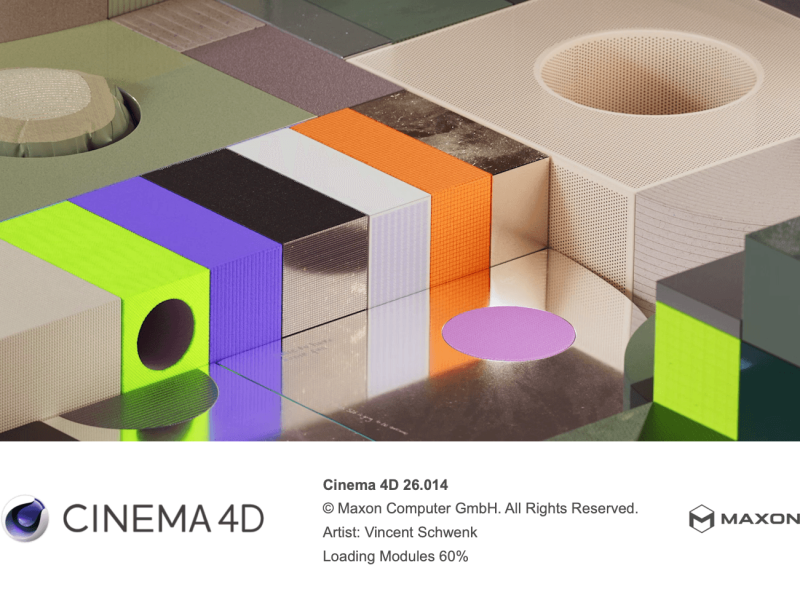 CINEMA 4D
Cinema 4D 26.014
© Maxon Computer GmbH. All Rights Reserved.
Artist: Vincent Schwenk
Loading Modules 60%
MAXON